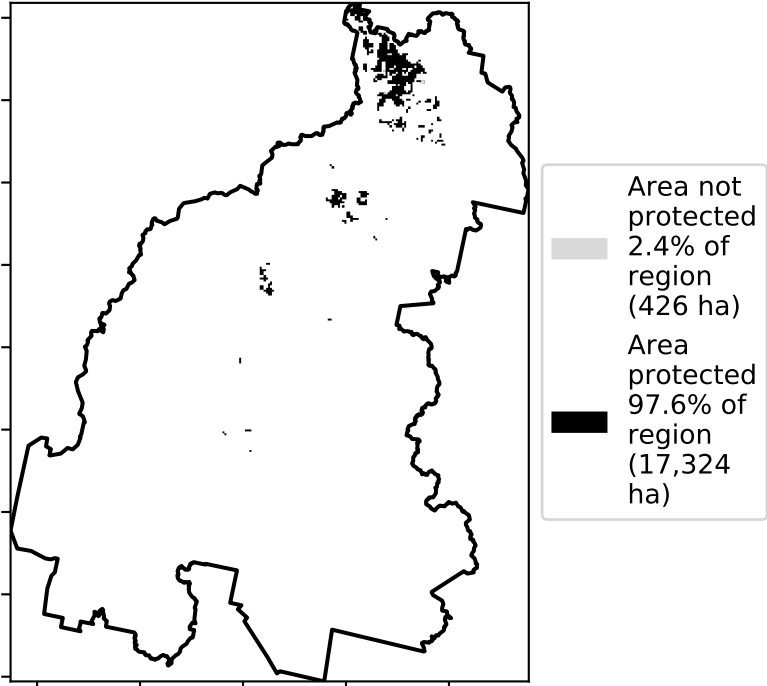 Area not
protected
2.4% of
region
(426 ha)
Area
protected
97.6% of
region
(17,324
ha)